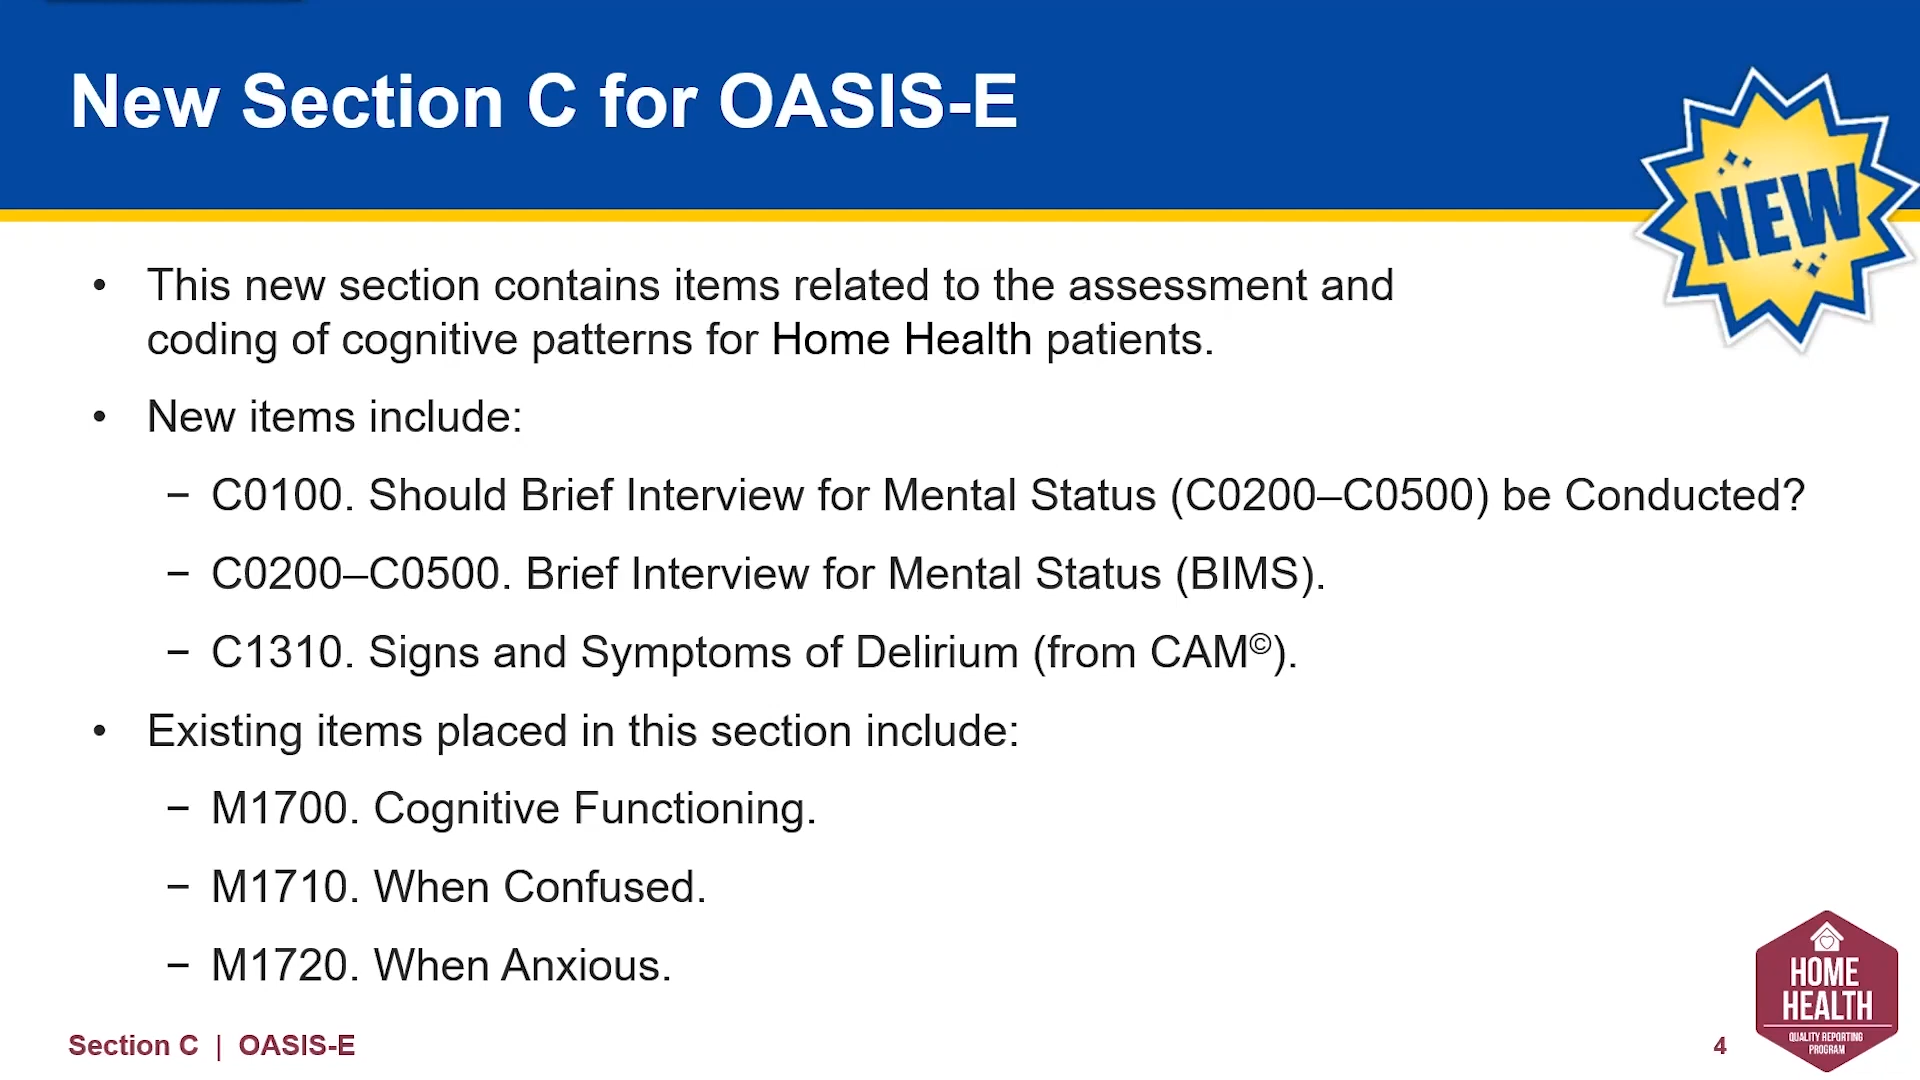 New Section C for OASIS-E
NEW
• This new section contains items related to the assessment and
coding of cognitive patterns for Home Health patients.
• New items include:
− C0100. Should Brief Interview for Mental Status (C0200–C0500) be Conducted?
− C0200–C0500. Brief Interview for Mental Status (BIMS).
− C1310. Signs and Symptoms of Delirium (from CAM©).
• Existing items placed in this section include:
− M1700. Cognitive Functioning.
− M1710. When Confused.
− M1720. When Anxious.
Section C | OASIS-E
4
HOME
HEALTH
QUALITY REPORTING
PROGRAM